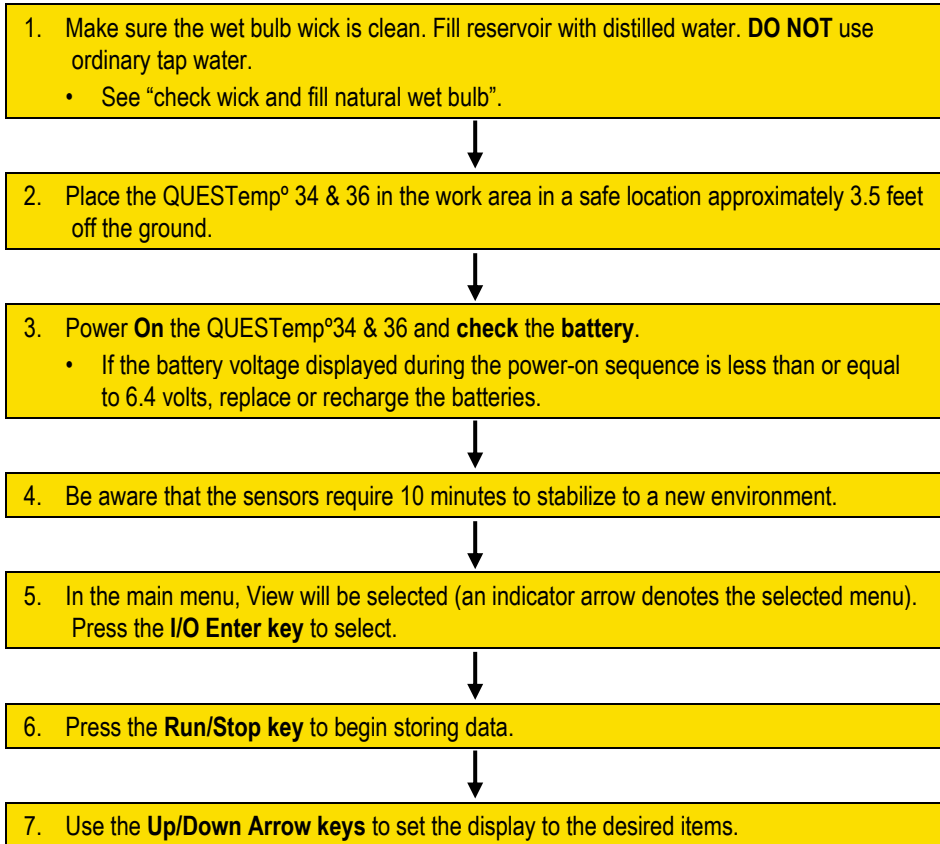 1. Make sure the wet bulb wick is clean. Fill reservoir with distilled water. DO NOT use
ordinary tap water.
• See “check wick and fill natural wet bulb”.
2. Place the QUESTempº 34 & 36 in the work area in a safe location approximately 3.5 feet
off the ground.
3. Power On the QUESTempº34 & 36 and check the battery.
• If the battery voltage displayed during the power-on sequence is less than or equal
to 6.4 volts, replace or recharge the batteries.
4. Be aware that the sensors require 10 minutes to stabilize to a new environment.
5. In the main menu, View will be selected (an indicator arrow denotes the selected menu).
Press the I/O Enter key to select.
6. Press the Run/Stop key to begin storing data.
7. Use the Up/Down Arrow keys to set the display to the desired items.